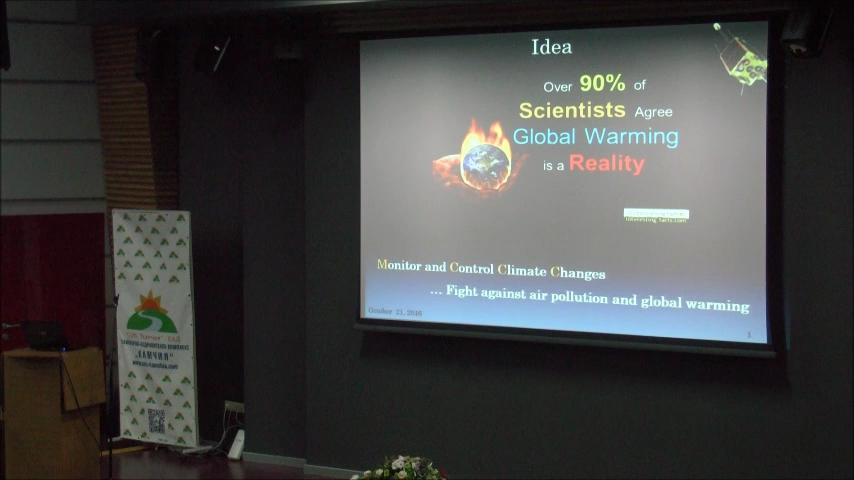 Idea
Over 90% of
Scientists Agree
Global Warming
is a Reality
Monitor and Control Climate Changes
... Fight against air pollution and global warming
October 21, 2016
"КАМЧИЯ"